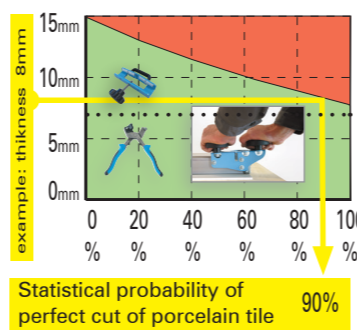 15mm
10mm
5mm
0mm
example: thikness 8mm
0 20 40 60 80 100
% % % % % %
Statistical probability of
perfect cut of porcelain tile 90%